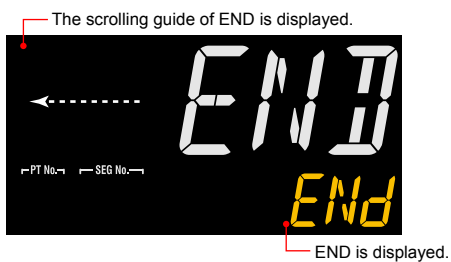 The scrolling guide of END is displayed.
END
PT No. SEG No.
ENd
END is displayed.